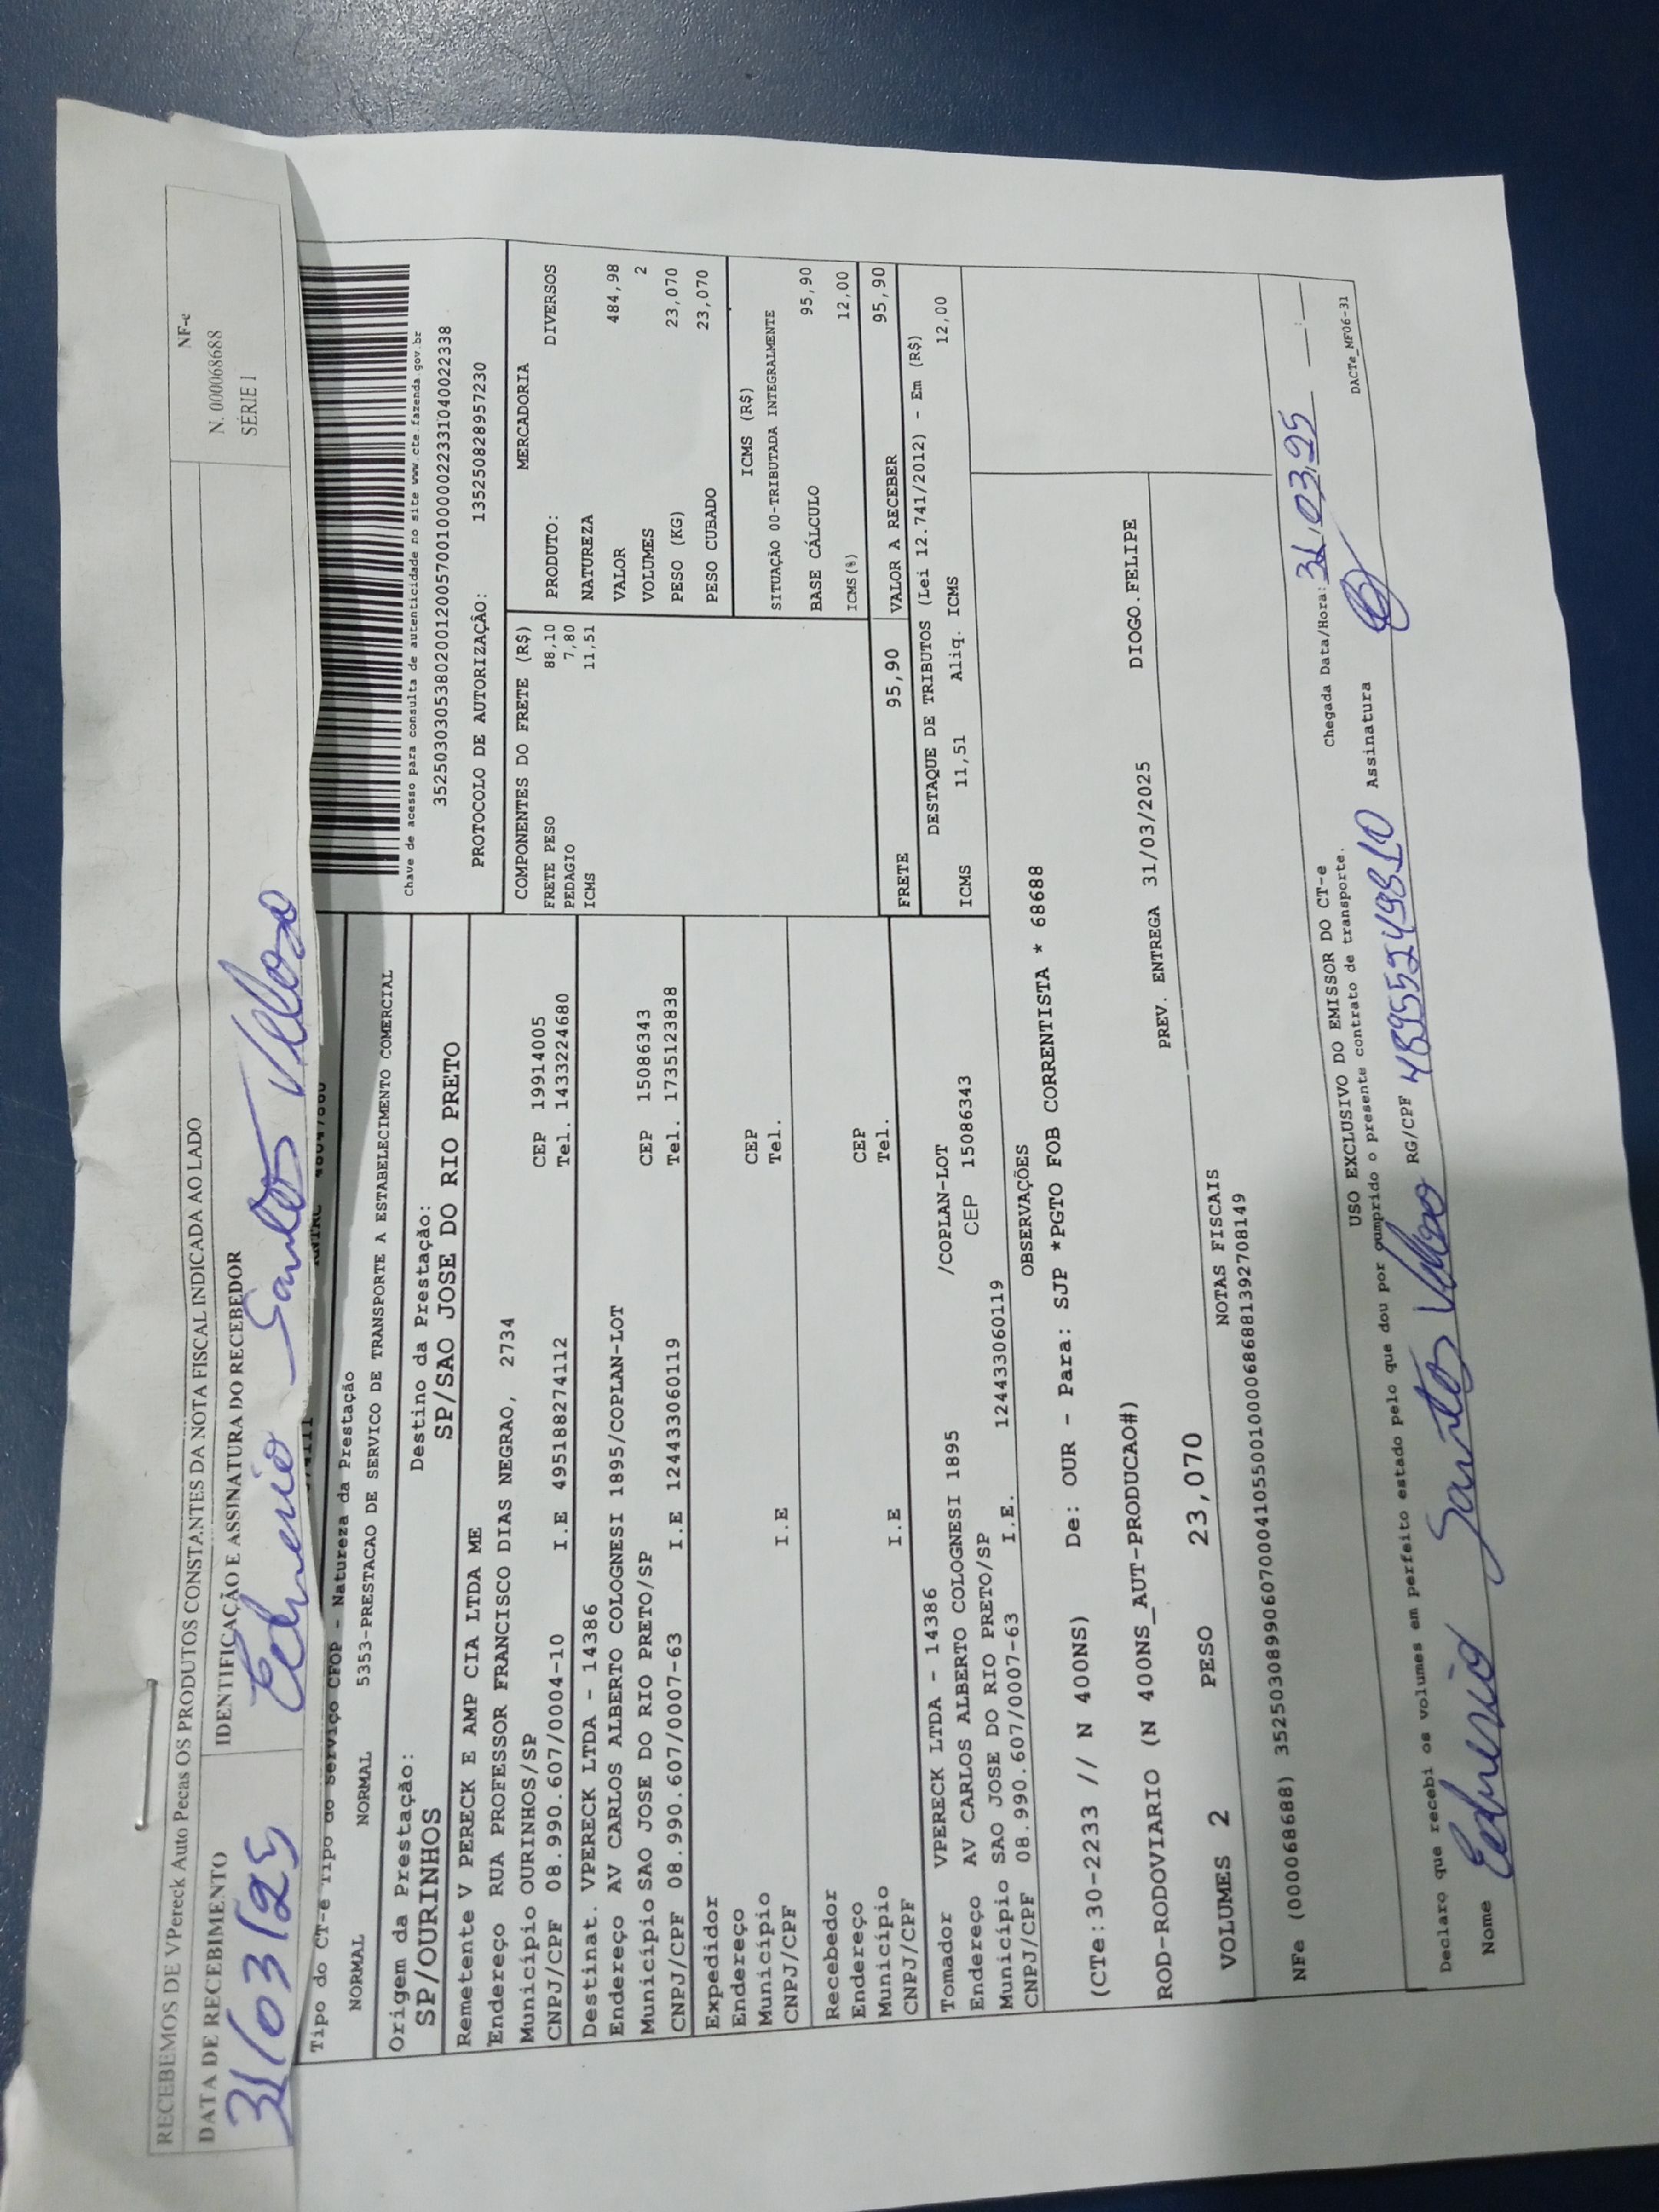 RECEBEMOS DE VPereck Auto Pecas OS PRODUTOS CONSTANTES DA NOTA FISCAL INDICADA AO LADO
NF-e
N. 000068688
SÉRIE 1
DATA DE RECEBIMENTO
IDENTIFICAÇÃO E ASSINATURA DO RECEBEDOR
31/03/25
Santos Velloso
Tipo do CT-e Tipo do Serviço CFOP - Natureza da Prestação
NORMAL NORMAL 5353-PRESTACAO DE SERVICO DE TRANSPORTE A ESTABELECIMENTO COMERCIAL
Origem da Prestação: Destino da Prestação:
SP/OURINHOS SP/SAO JOSE DO RIO PRETO
Chave de acesso para consulta de autenticidade no site www.cte.fazenda.gov.br
PROTOCOLO DE AUTORIZAÇÃO: 135250828957230
Remetente V PERECK E AMP CIA LTDA ME
Endereço RUA PROFESSOR FRANCISCO DIAS NEGRAO, 2734
Município OURINHOS/SP CEP 19914005
CNPJ/CPF 08.990.607/0004-10 I.E 495188274112 Tel. 1433224680
Destinat. VPERECK LTDA - 14386
Endereço AV CARLOS ALBERTO COLOGNESI 1895/COPLAN-LOT
Município SAO JOSE DO RIO PRETO/SP CEP 15086343
CNPJ/CPF 08.990.607/0007-63 I.E 124433060119 Tel. 1735123838
Expedidor
Endereço
Município CEP
CNPJ/CPF I.E Tel.
Recebedor
Endereço
Município CEP
CNPJ/CPF I.E Tel.
COMPONENTES DO FRETE (R$)
FRETE PESO 88,10
PEDAGIO 7,80
ICMS 11,51
MERCADORIA
PRODUTO: DIVERSOS
NATUREZA
VALOR 484,98
VOLUMES 2
PESO (KG) 23,070
PESO CUBADO 23,070
ICMS (R$)
SITUAÇÃO 00-TRIBUTADA INTEGRALMENTE
BASE CÁLCULO 95,90
ICMS(%) 12,00
FRETE 95,90 VALOR A RECEBER 95,90
DESTAQUE DE TRIBUTOS (Lei 12.741/2012) - Em (R$)
ICMS 11,51 Aliq. ICMS 12,00
Tomador VPERECK LTDA - 14386
Endereço AV CARLOS ALBERTO COLOGNESI 1895 /COPLAN-LOT
Município SAO JOSE DO RIO PRETO/SP CEP 15086343
CNPJ/CPF 08.990.607/0007-63 I.E. 124433060119
OBSERVAÇÕES
(CTe:30-2233 // N 400NS) De: OUR - Para: SJP *PGTO FOB CORRENTISTA * 68688
ROD-RODOVIARIO (N 400NS_AUT-PRODUCAO#) PREV. ENTREGA 31/03/2025 DIOGO.FELIPE
VOLUMES 2 PESO 23,070
NOTAS FISCAIS
NFe (000068688) 35250308990607000410550010000686881392708149
USO EXCLUSIVO DO EMISSOR DO CT-e Chegada Data/Hora: 31,03,25
Declaro que recebi os volumes em perfeito estado pelo que dou por cumprido o presente contrato de transporte.
Nome Santos Velloso RG/CPF Assinatura
DACTe_MF06-31